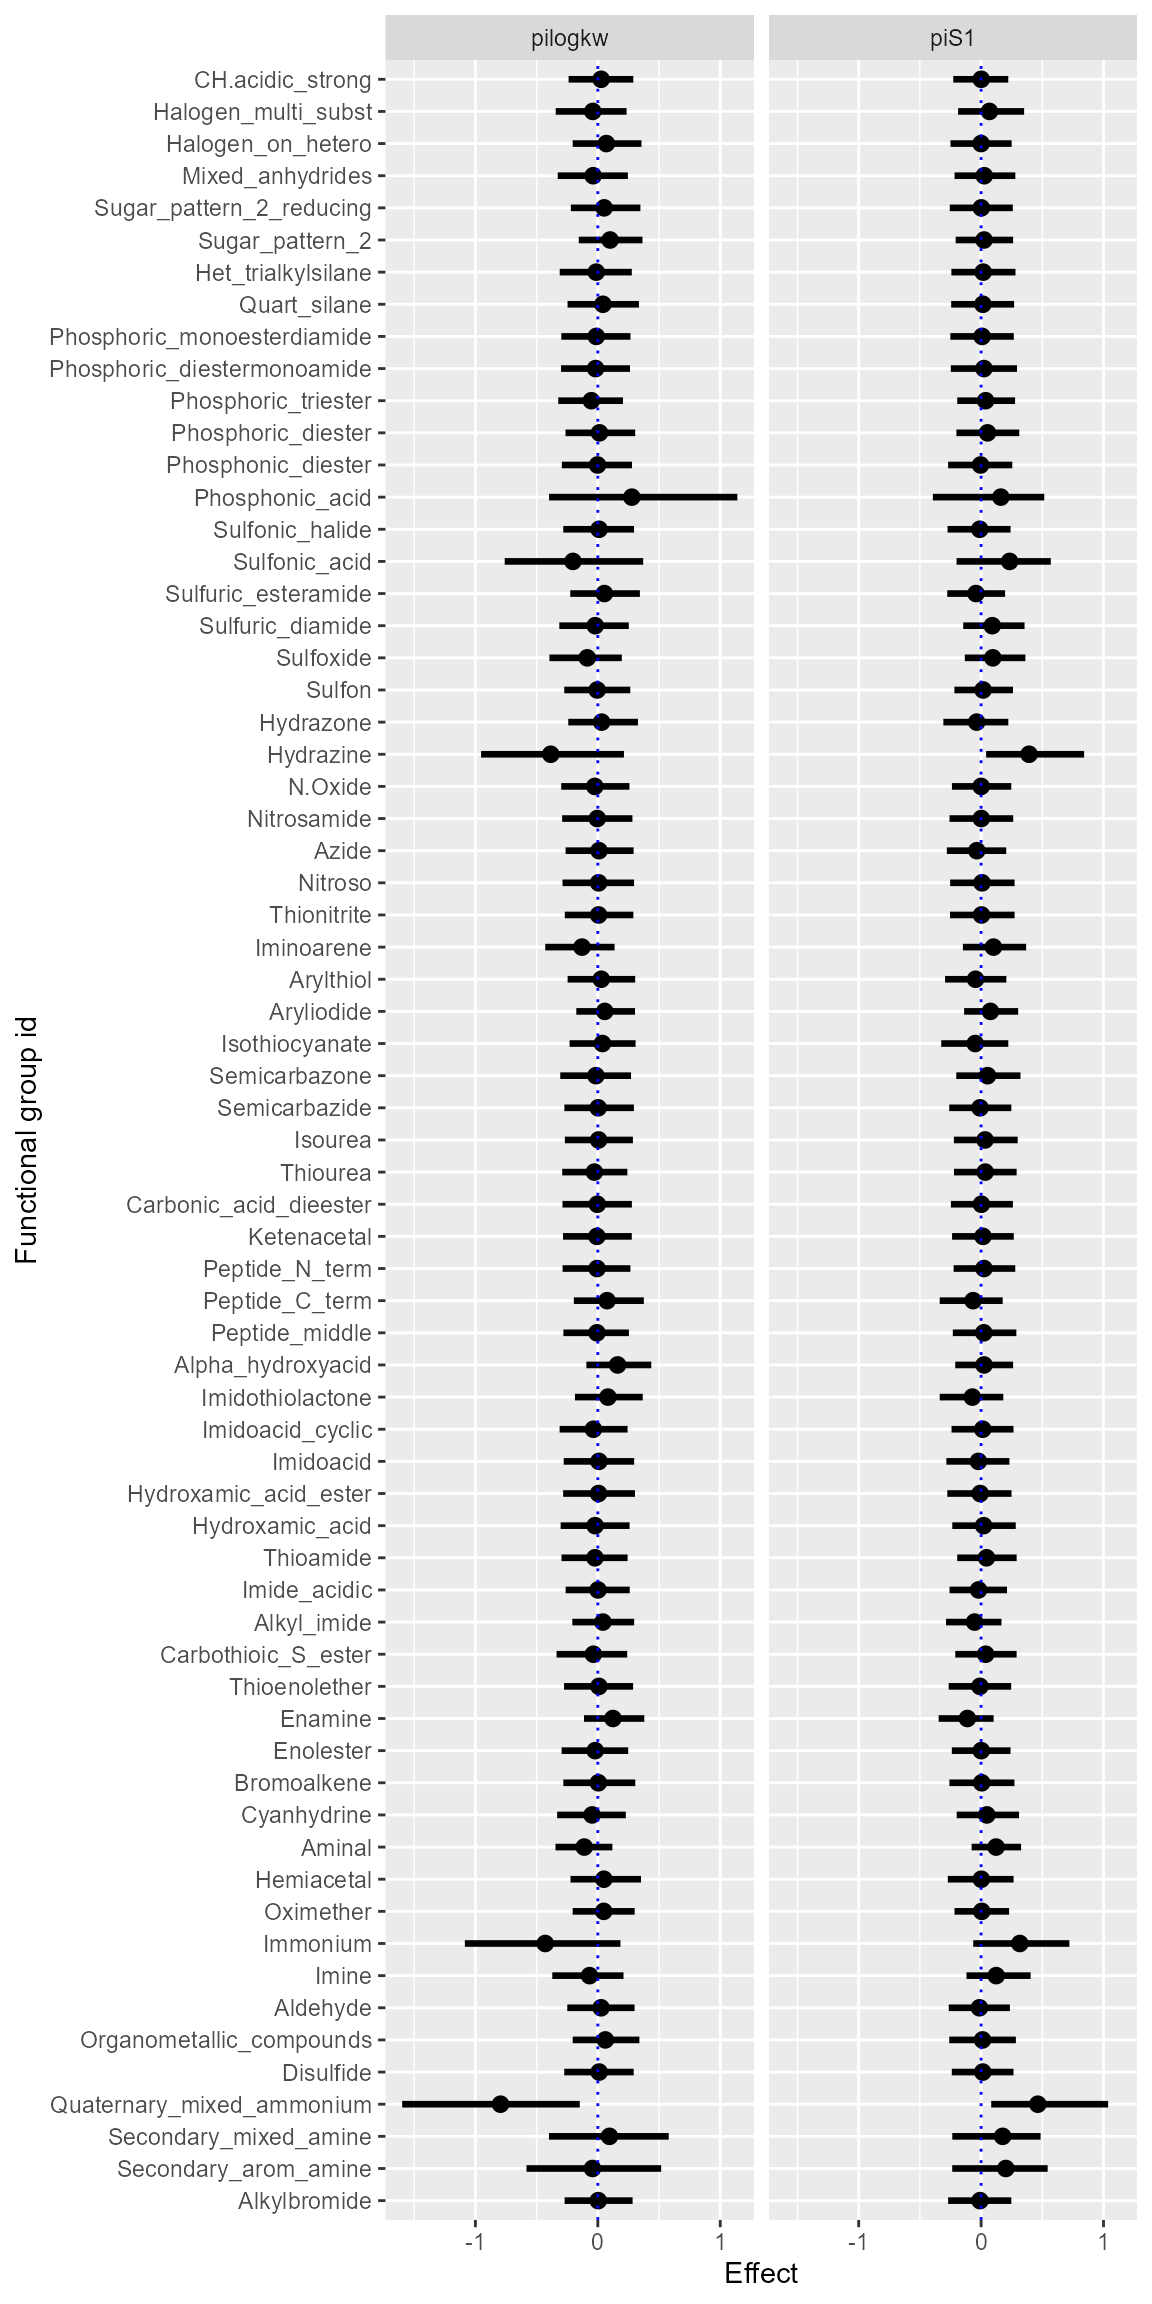 pilogkw
piS1
CH.acidic_strong
Halogen_multi_subst
Halogen_on_hetero
Mixed_anhydrides
Sugar_pattern_2_reducing
Sugar_pattern_2
Het_trialkylsilane
Quart_silane
Phosphoric_monoesterdiamide
Phosphoric_diestermonoamide
Phosphoric_triester
Phosphoric_diester
Phosphonic_diester
Phosphonic_acid
Sulfonic_halide
Sulfonic_acid
Sulfuric_esteramide
Sulfuric_diamide
Sulfoxide
Sulfon
Hydrazone
Hydrazine
N.Oxide
Nitrosamide
Azide
Nitroso
Thionitrite
Iminoarene
Arylthiol
Aryliodide
Isothiocyanate
Semicarbazone
Semicarbazide
Isourea
Thiourea
Carbonic_acid_dieester
Ketenacetal
Peptide_N_term
Peptide_C_term
Peptide_middle
Alpha_hydroxyacid
Imidothiolactone
Imidoacid_cyclic
Imidoacid
Hydroxamic_acid_ester
Hydroxamic_acid
Thioamide
Imide_acidic
Alkyl_imide
Carbothioic_S_ester
Thioenolether
Enamine
Enolester
Bromoalkene
Cyanhydrine
Aminal
Hemiacetal
Oximether
Immonium
Imine
Aldehyde
Organometallic_compounds
Disulfide
Quaternary_mixed_ammonium
Secondary_mixed_amine
Secondary_arom_amine
Alkylbromide
Functional group id
-1 0 1 -1 0 1
Effect